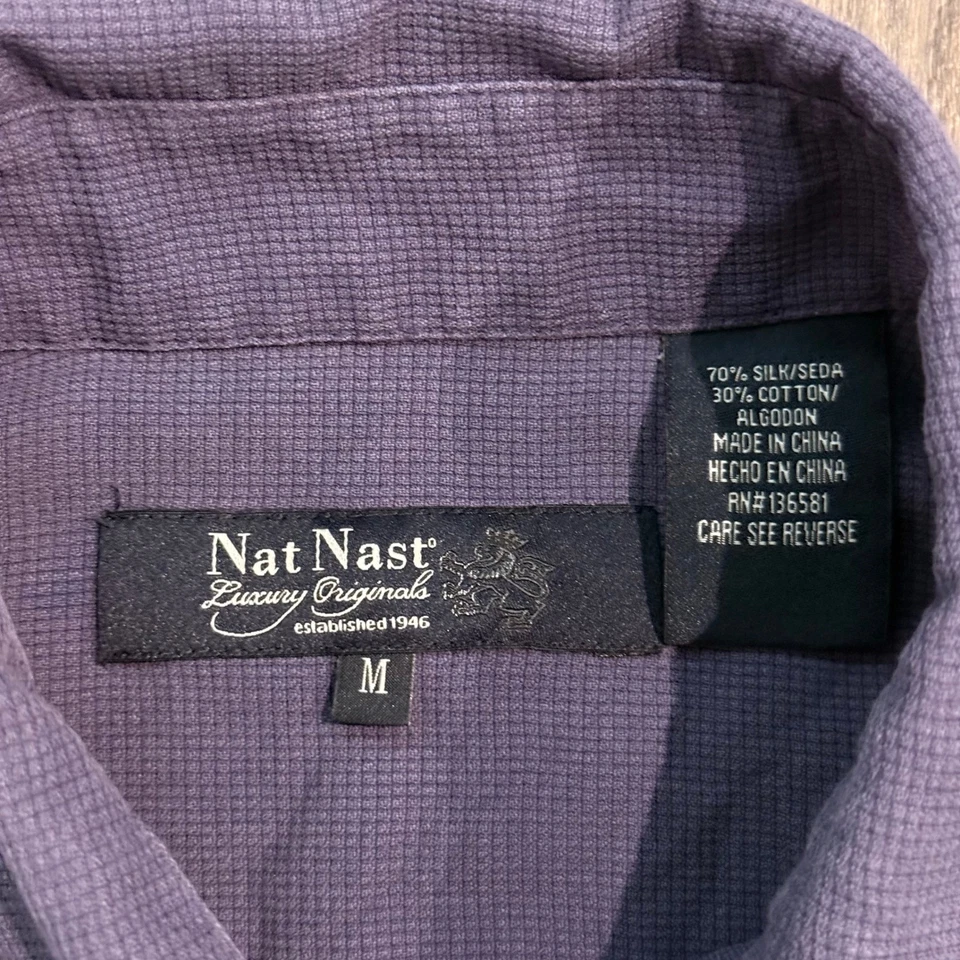 Nat Nast°
Luxury Originals
established 1946
M
70% SILK/SEDA
30% COTTON/
ALGODON
MADE IN CHINA
HECHO EN CHINA
RN#136581
CARE SEE REVERSE